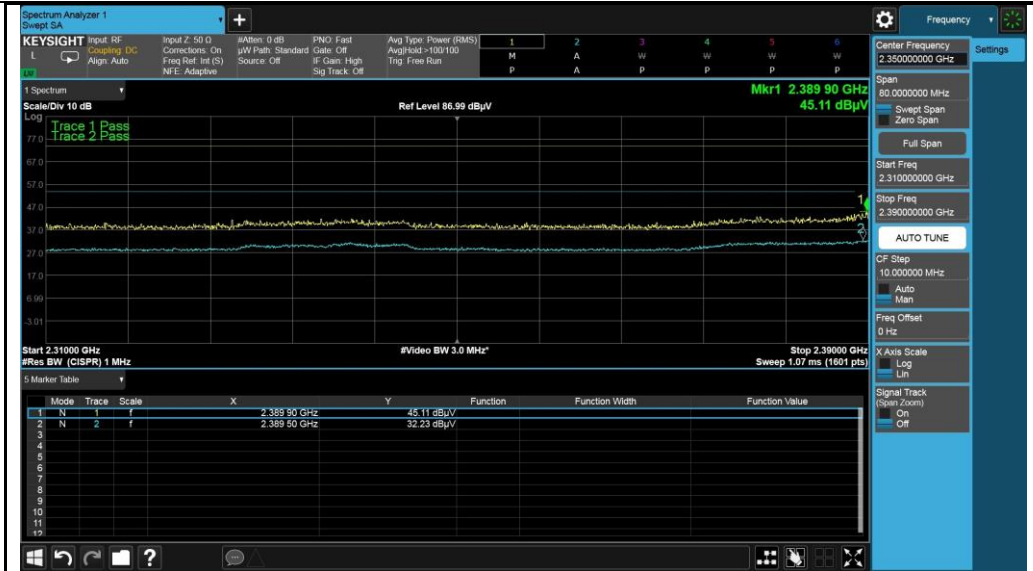 Spectrum Analyzer 1
Swept SA
+
Frequency
KEYSIGHT
L
Input: RF
Coupling: DC
Align: Auto
Input Z: 50 Ω
Corrections: On
Freq Ref: Int (S)
NFE: Adaptive
#Atten: 0 dB
µW Path: Standard
Source: Off
PNO: Fast
Gate: Off
IF Gain: High
Sig Track: Off
Avg Type: Power (RMS)
Avg|Hold:>100/100
Trig: Free Run
1 2 3 4 5 6
M A W W W W
P A P P P P
1 Spectrum
Scale/Div 10 dB
Ref Level 86.99 dBµV
Mkr1 2.389 90 GHz
45.11 dBµV
Log
Trace 1 Pass
Trace 2 Pass
77.0
67.0
57.0
47.0
37.0
27.0
17.0
6.99
-3.01
1
2
Start 2.31000 GHz
#Video BW 3.0 MHz*
Stop 2.39000 GHz
#Res BW (CISPR) 1 MHz
Sweep 1.07 ms (1601 pts)
5 Marker Table
Mode Trace Scale X Y Function Function Width Function Value
1 N 1 f 2.389 90 GHz 45.11 dBµV
2 N 2 f 2.389 50 GHz 32.23 dBµV
3
4
5
6
7
8
9
10
11
12
?
Center Frequency
2.350000000 GHz
Settings
Span
80.0000000 MHz
Swept Span
Zero Span
Full Span
Start Freq
2.310000000 GHz
Stop Freq
2.390000000 GHz
AUTO TUNE
CF Step
10.000000 MHz
Auto
Man
Freq Offset
0 Hz
X Axis Scale
Log
Lin
Signal Track
(Span Zoom)
On
Off